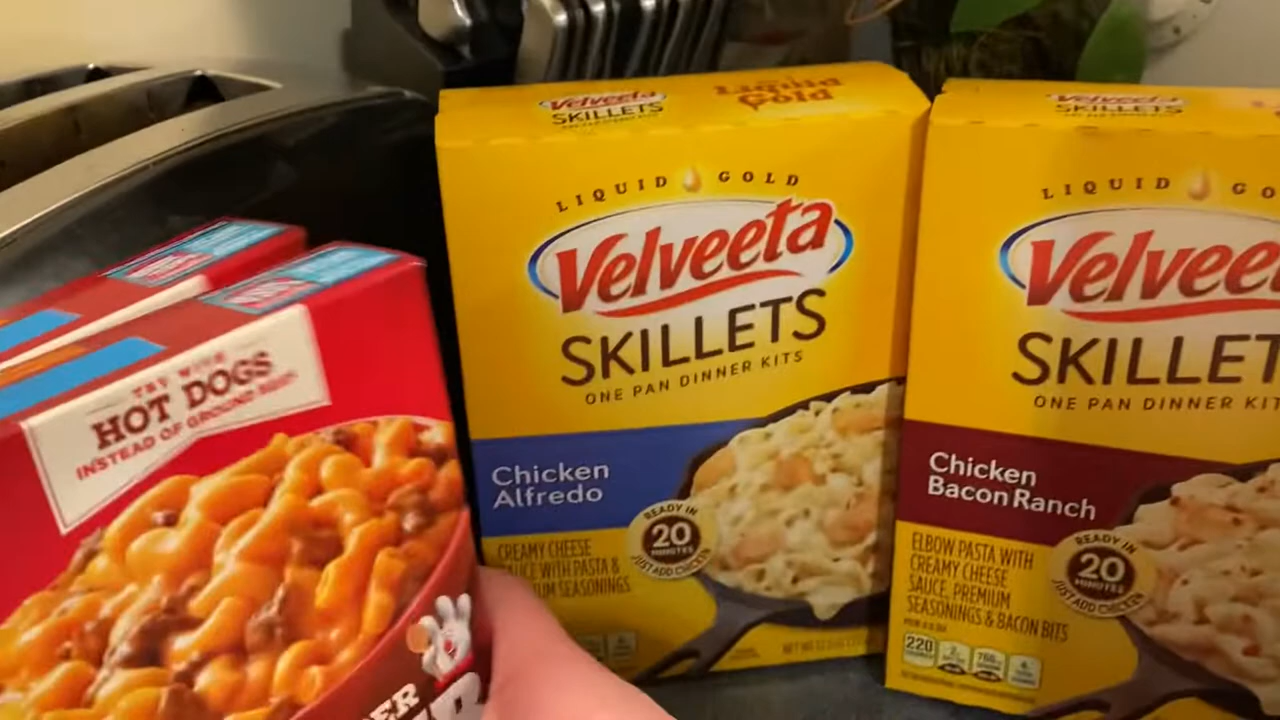 TRY WITH
HOT DOGS
INSTEAD OF GROUND BEEF
Velveeta
SKILLETS
Liquid
Gold
LIQUID GOLD
Velveeta
SKILLETS
ONE PAN DINNER KITS
Chicken
Alfredo
READY IN
20
MINUTES
JUST ADD CHICKEN
CREAMY CHEESE
SAUCE WITH PASTA &
SEASONINGS
Velveeta
SKILLETS
LIQUID GO
Velvee
SKILLET
ONE PAN DINNER KIT
Chicken
Bacon Ranch
READY IN
20
MINUTES
JUST ADD CHICKEN
ELBOW PASTA WITH
CREAMY CHEESE
SAUCE, PREMIUM
SEASONINGS & BACON BITS
220